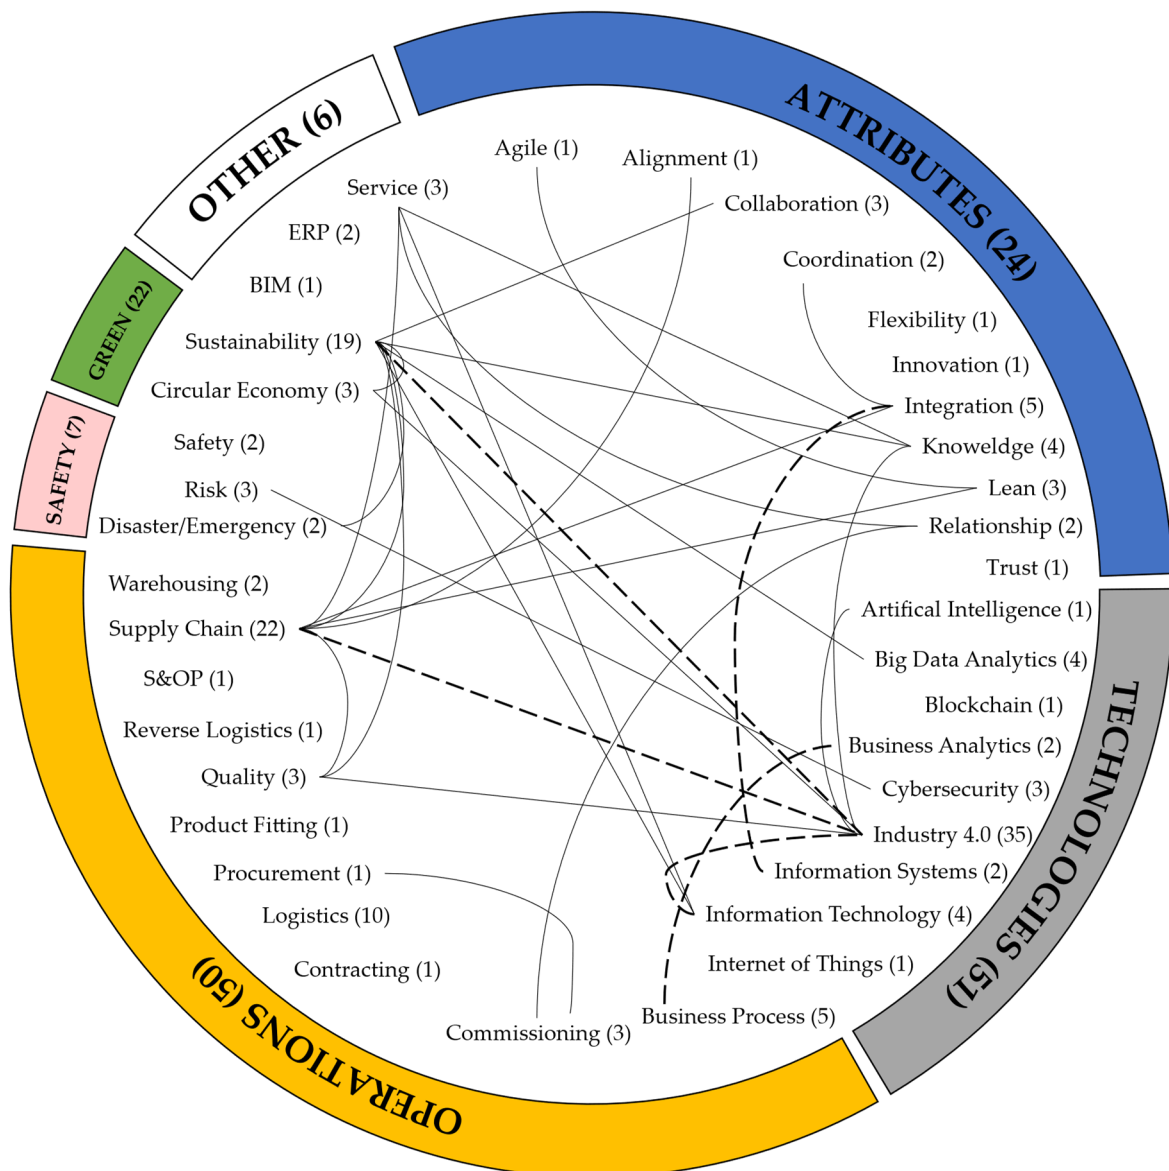 OTHER (6)
ATTRIBUTES (24)
GREEN (22)
SAFETY (7)
TECHNOLOGIES (51)
OPERATIONS (50)
Agile (1)
Alignment (1)
Collaboration (3)
Coordination (2)
Flexibility (1)
Innovation (1)
Integration (5)
Knoweldge (4)
Lean (3)
Relationship (2)
Trust (1)
Artifical Intelligence (1)
Big Data Analytics (4)
Blockchain (1)
Business Analytics (2)
Cybersecurity (3)
Industry 4.0 (35)
Information Systems (2)
Information Technology (4)
Internet of Things (1)
Business Process (5)
Commissioning (3)
Contracting (1)
Logistics (10)
Procurement (1)
Product Fitting (1)
Quality (3)
Reverse Logistics (1)
S&OP (1)
Supply Chain (22)
Warehousing (2)
Disaster/Emergency (2)
Risk (3)
Safety (2)
Circular Economy (3)
Sustainability (19)
BIM (1)
ERP (2)
Service (3)